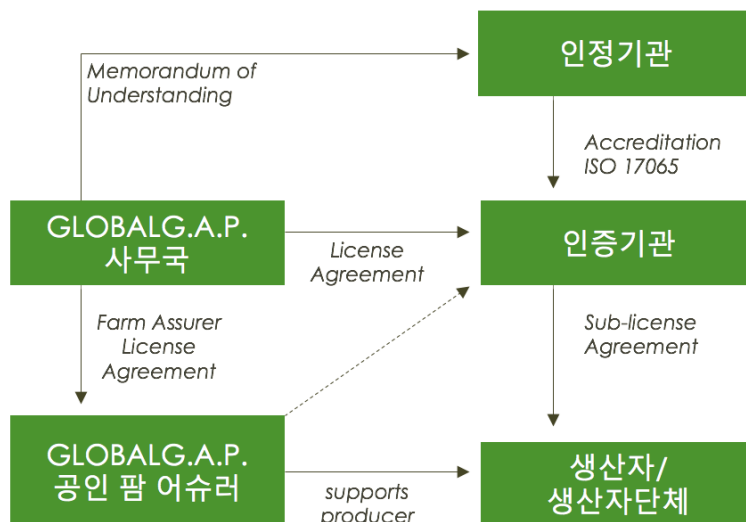 인정기관
Memorandum of
Understanding
Accreditation
ISO 17065
GLOBALG.A.P.
사무국
인증기관
License
Agreement
Farm Assurer
License
Agreement
Sub-license
Agreement
GLOBALG.A.P.
공인 팜 어슈러
생산자/
생산자단체
supports
producer